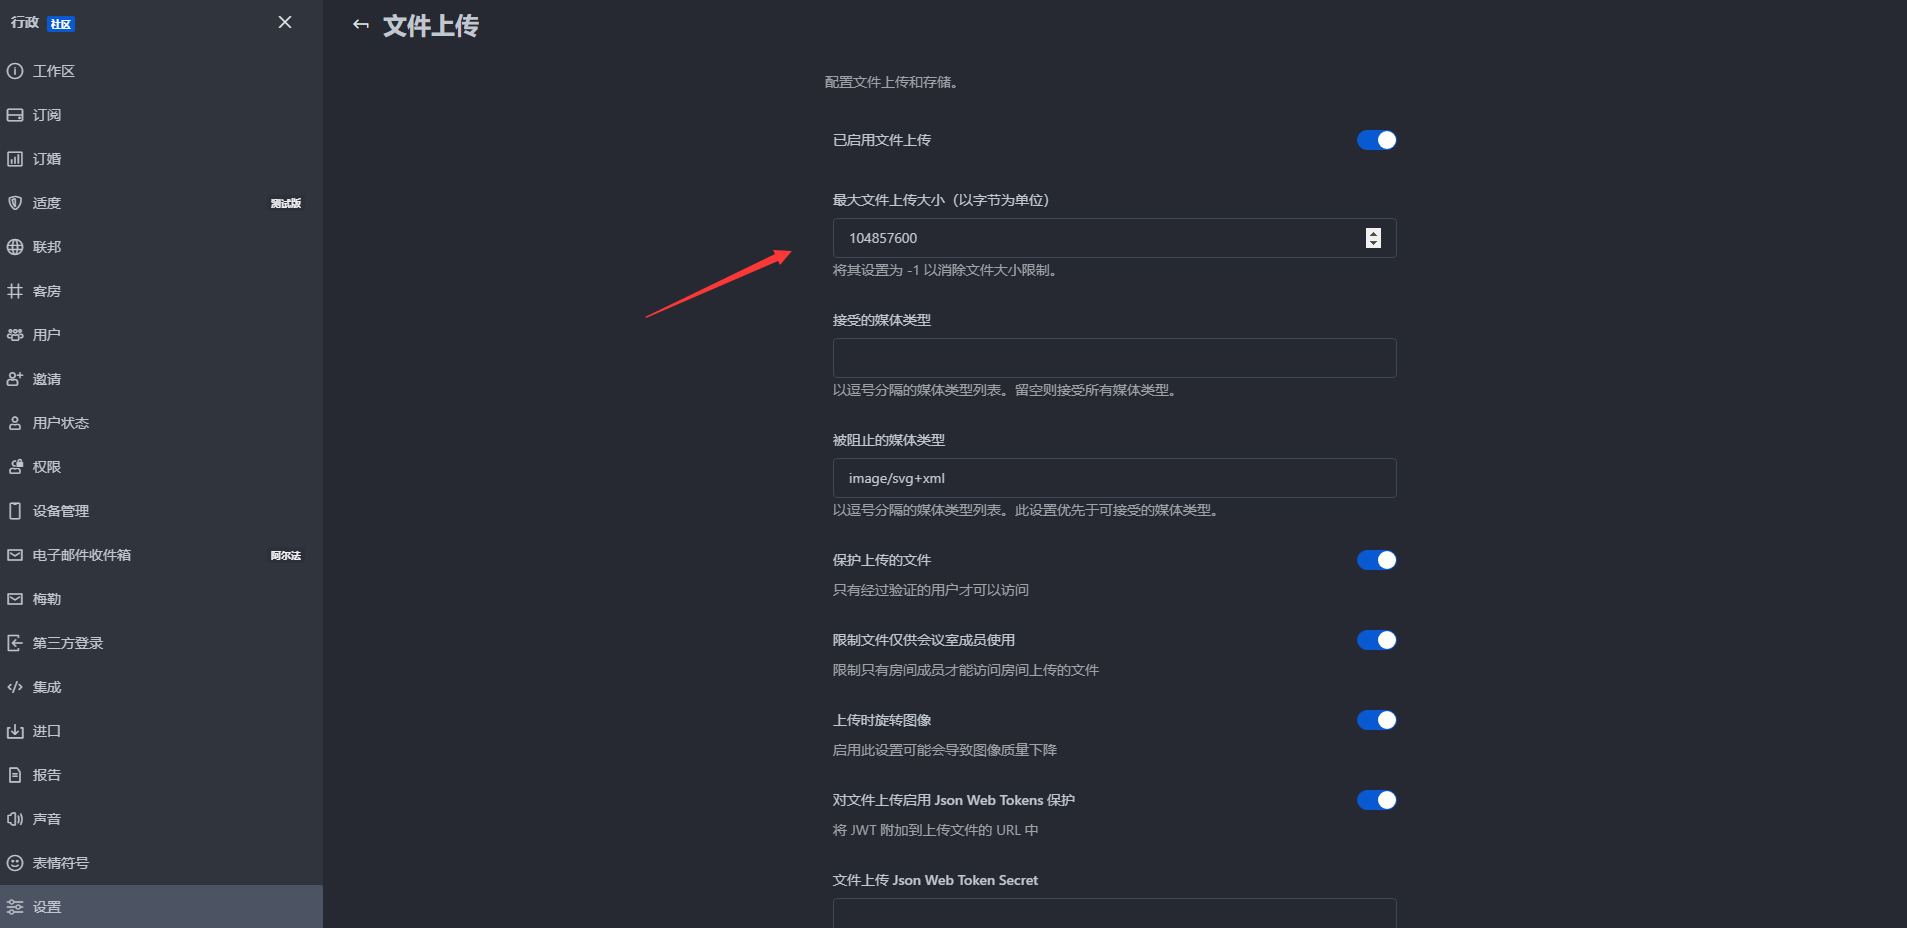 行政 社区
工作区
订阅
订婚
适度 测试版
联邦
客房
用户
邀请
用户状态
权限
设备管理
电子邮件收件箱 阿尔法
梅勒
第三方登录
集成
进口
报告
声音
表情符号
设置
文件上传
配置文件上传和存储。
已启用文件上传
最大文件上传大小（以字节为单位）
104857600
将其设置为 -1 以消除文件大小限制。
接受的媒体类型
以逗号分隔的媒体类型列表。留空则接受所有媒体类型。
被阻止的媒体类型
image/svg+xml
以逗号分隔的媒体类型列表。此设置优先于可接受的媒体类型。
保护上传的文件
只有经过验证的用户才可以访问
限制文件仅供会议室成员使用
限制只有房间成员才能访问房间上传的文件
上传时旋转图像
启用此设置可能会导致图像质量下降
对文件上传启用 Json Web Tokens 保护
将 JWT 附加到上传文件的 URL 中
文件上传 Json Web Token Secret